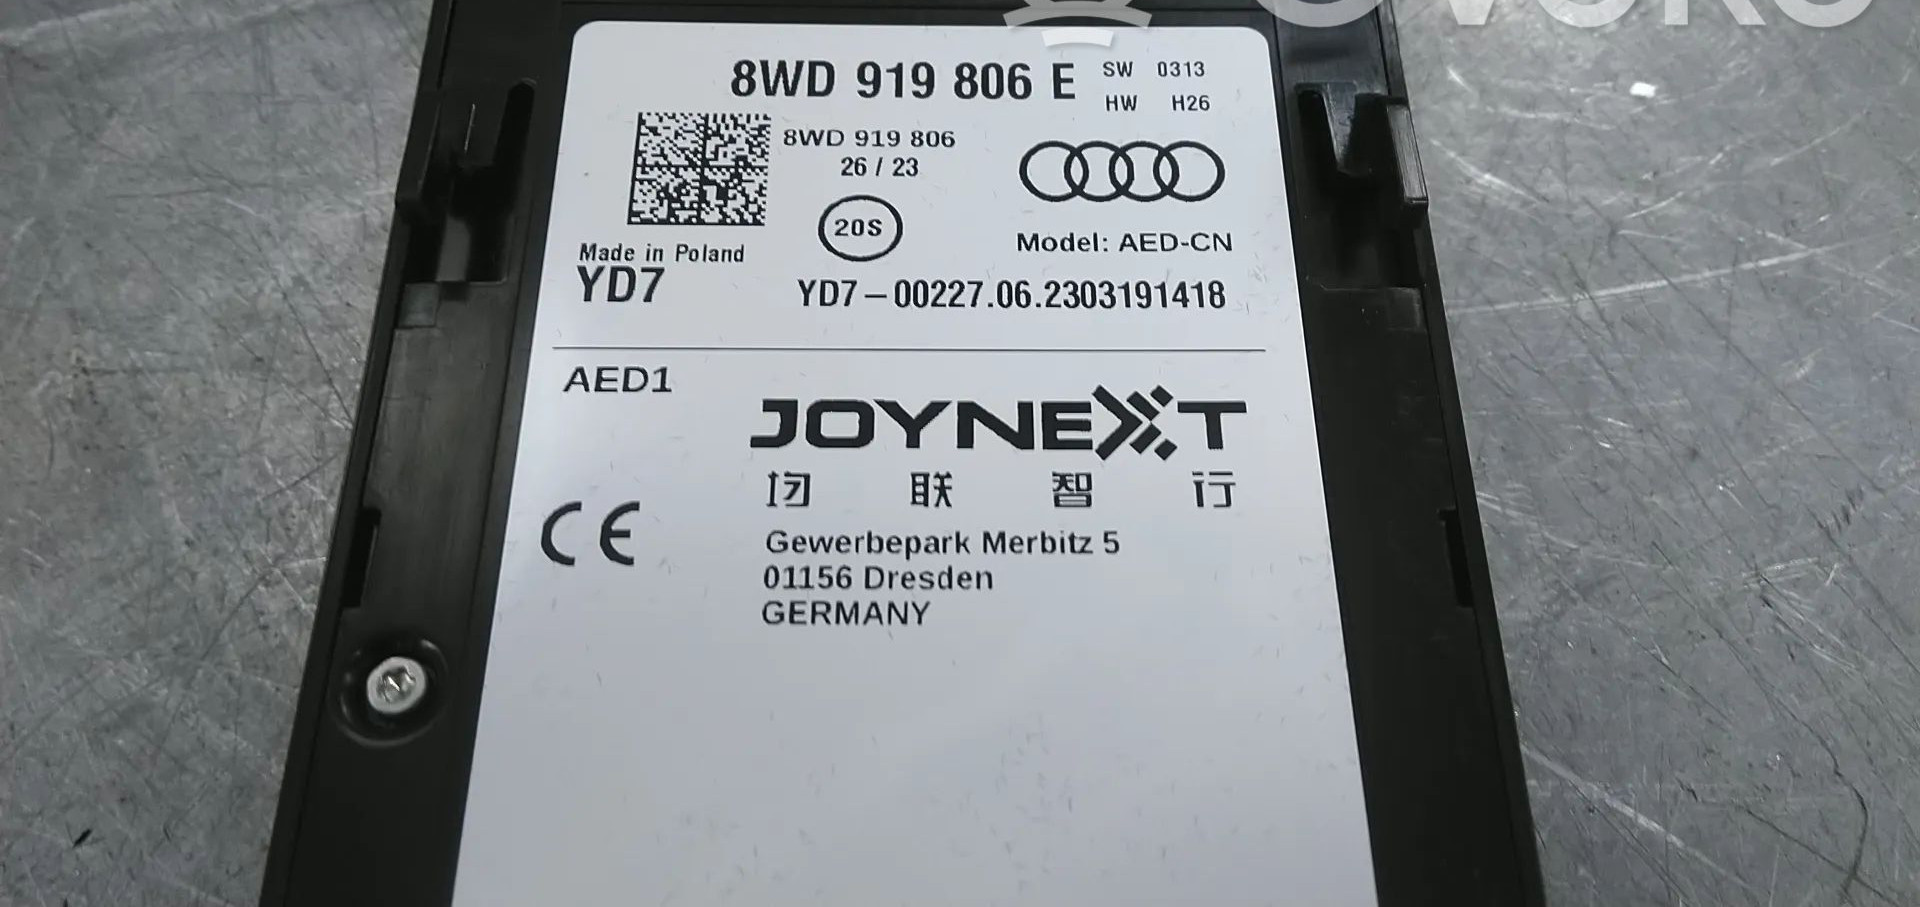 8WD 919 806 E
SW 0313
HW H26
8WD 919 806
26 / 23
20S
Made in Poland
YD7
Model: AED-CN
YD7-00227.06.2303191418
AED1
JOYNEXT
均联智行
CE
Gewerbepark Merbitz 5
01156 Dresden
GERMANY